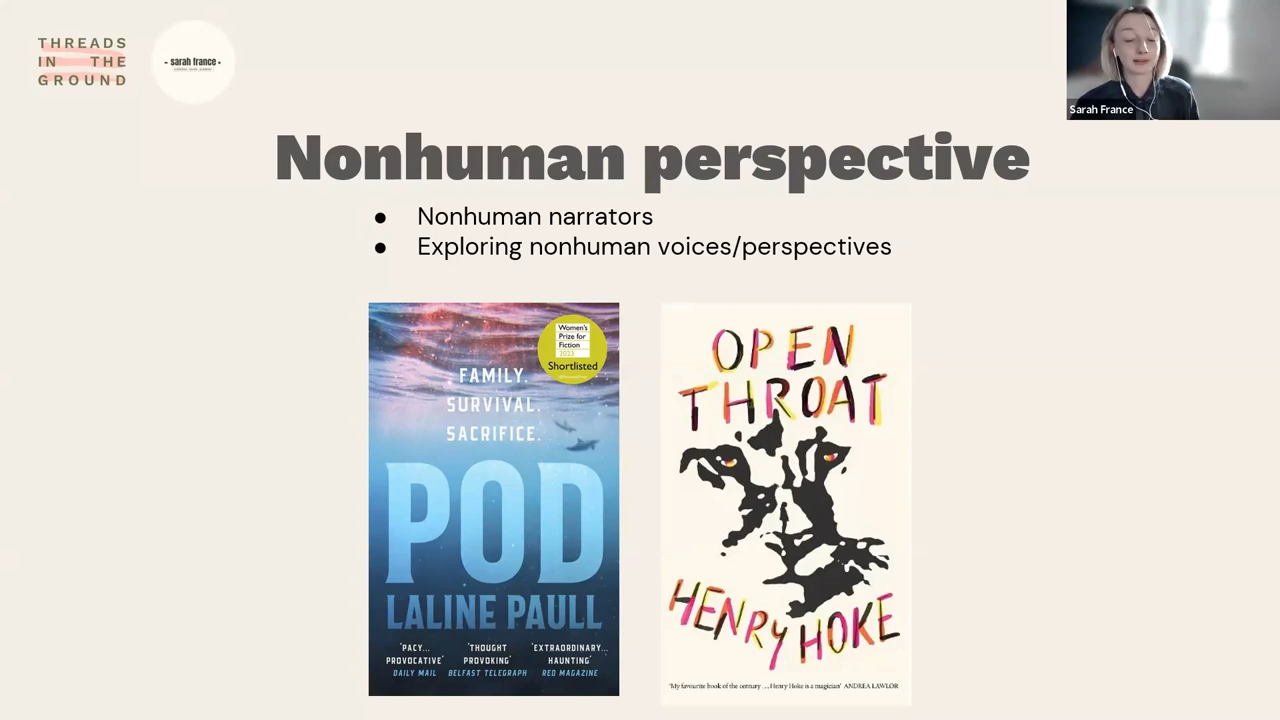 THREADS
IN THE
GROUND
sarah france
Sarah France
Nonhuman perspective
● Nonhuman narrators
● Exploring nonhuman voices/perspectives
Women's
Prize for
Fiction
2023
Shortlisted
FAMILY.
SURVIVAL.
SACRIFICE.
POD
LALINE PAULL
'PACY...
PROVOCATIVE'
DAILY MAIL
'THOUGHT
PROVOKING'
BELFAST TELEGRAPH
'EXTRAORDINARY...
HAUNTING'
RED MAGAZINE
OPEN
THROAT
HENRY HOKE
'My favourite book of the century ... Henry Hoke is a magician' ANDREA LAWLOR